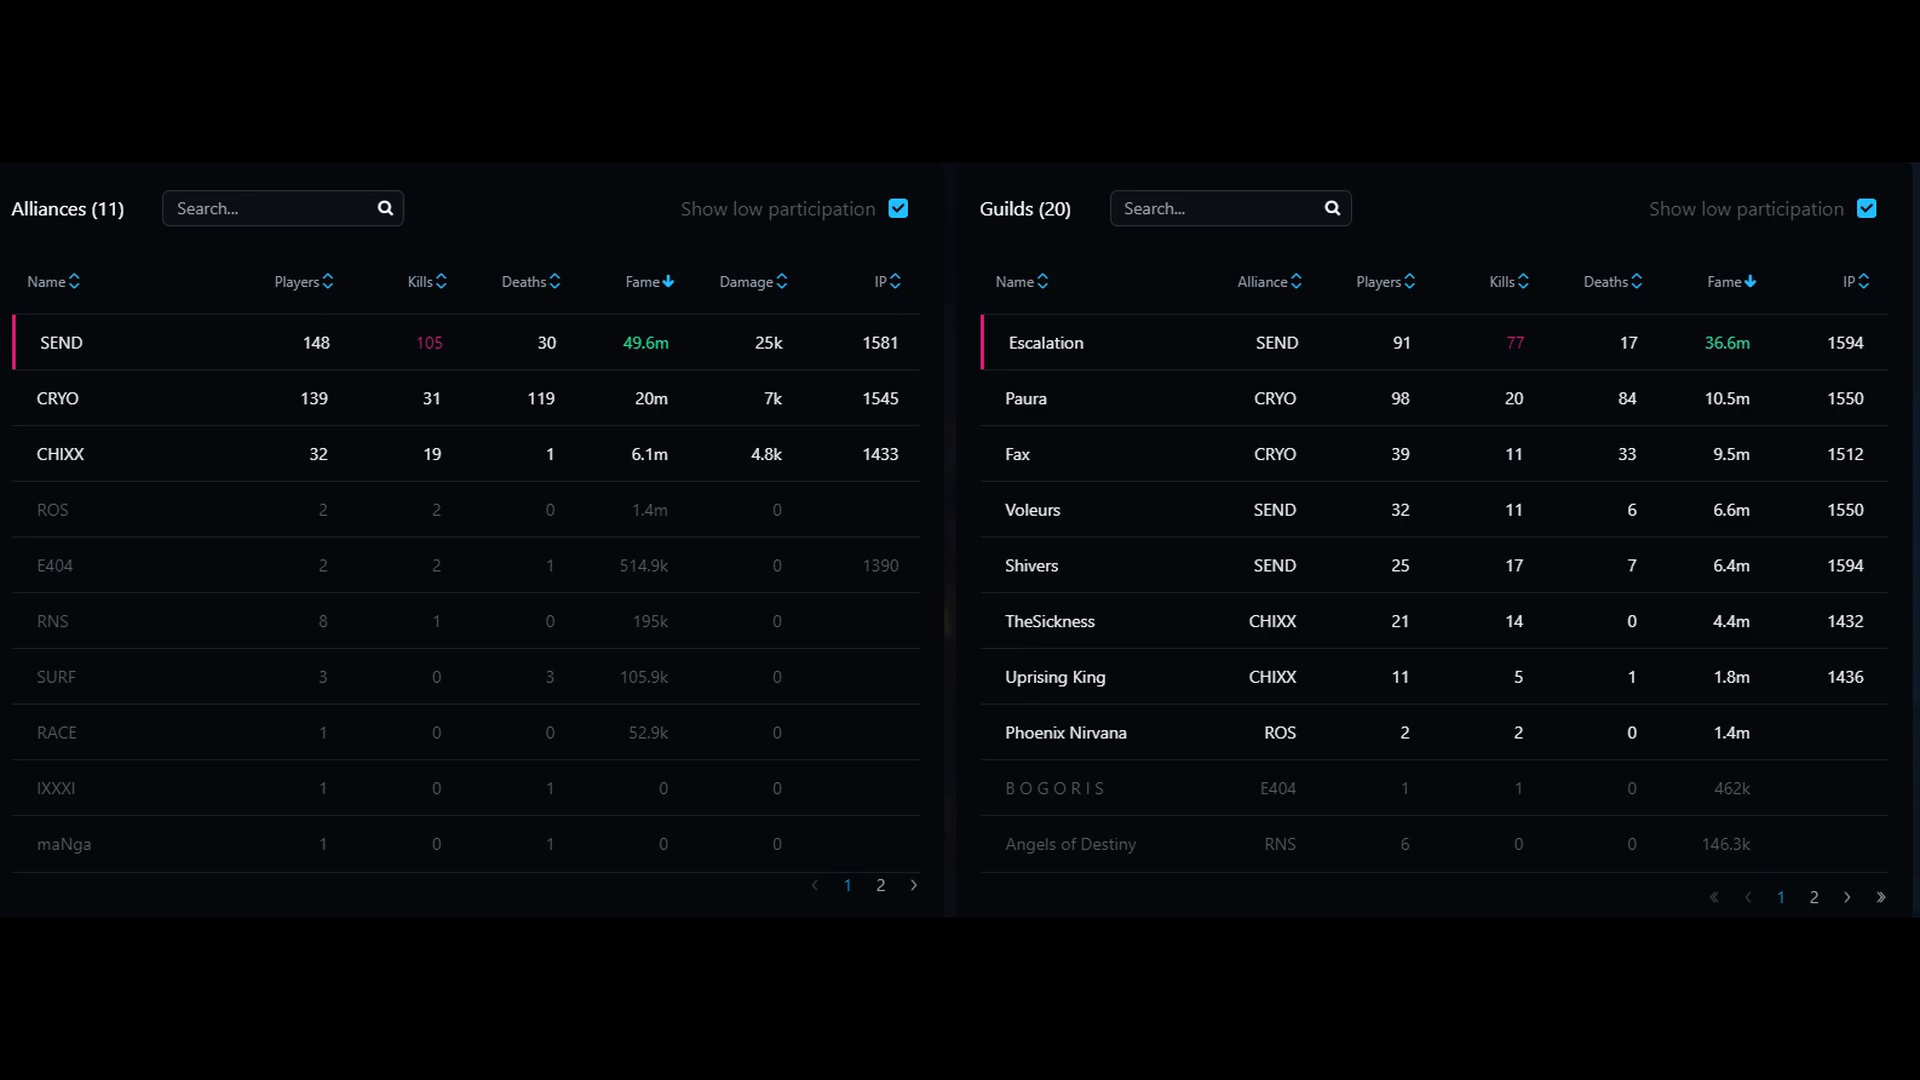 Alliances (11) Search... Show low participation
Name Players Kills Deaths Fame Damage IP
SEND 148 105 30 49.6m 25k 1581
CRYO 139 31 119 20m 7k 1545
CHIXX 32 19 1 6.1m 4.8k 1433
ROS 2 2 0 1.4m 0
E404 2 2 1 514.9k 0 1390
RNS 8 1 0 195k 0
SURF 3 0 3 105.9k 0
RACE 1 0 0 52.9k 0
IXXXI 1 0 1 0 0
maNga 1 0 1 0 0
1 2
Guilds (20) Search... Show low participation
Name Alliance Players Kills Deaths Fame IP
Escalation SEND 91 77 17 36.6m 1594
Paura CRYO 98 20 84 10.5m 1550
Fax CRYO 39 11 33 9.5m 1512
Voleurs SEND 32 11 6 6.6m 1550
Shivers SEND 25 17 7 6.4m 1594
TheSickness CHIXX 21 14 0 4.4m 1432
Uprising King CHIXX 11 5 1 1.8m 1436
Phoenix Nirvana ROS 2 2 0 1.4m
B O G O R I S E404 1 1 0 462k
Angels of Destiny RNS 6 0 0 146.3k
1 2